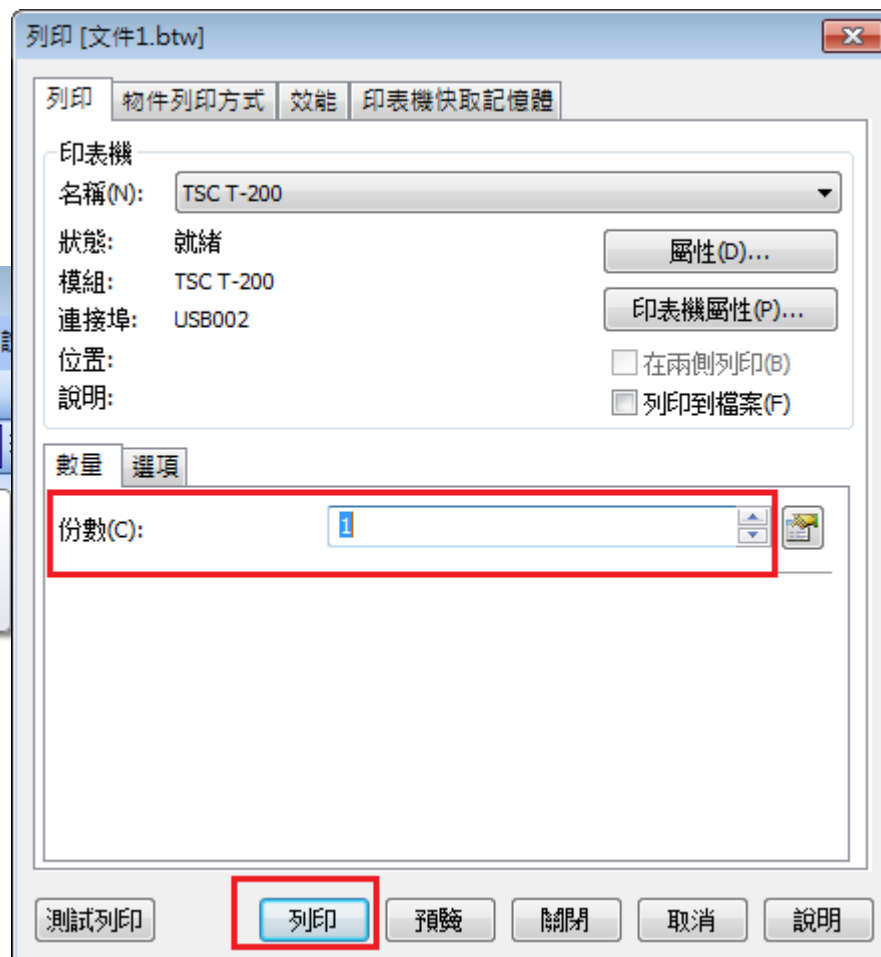 列印 [文件1.btw]
列印 物件列印方式 效能 印表機快取記憶體
印表機
名稱(N): TSC T-200
狀態: 就緒 屬性(D)...
模組: TSC T-200
連接埠: USB002 印表機屬性(P)...
位置: 在兩側列印(B)
說明: 列印到檔案(F)
數量 選項
份數(C): 1
測試列印 列印 預覽 關閉 取消 說明